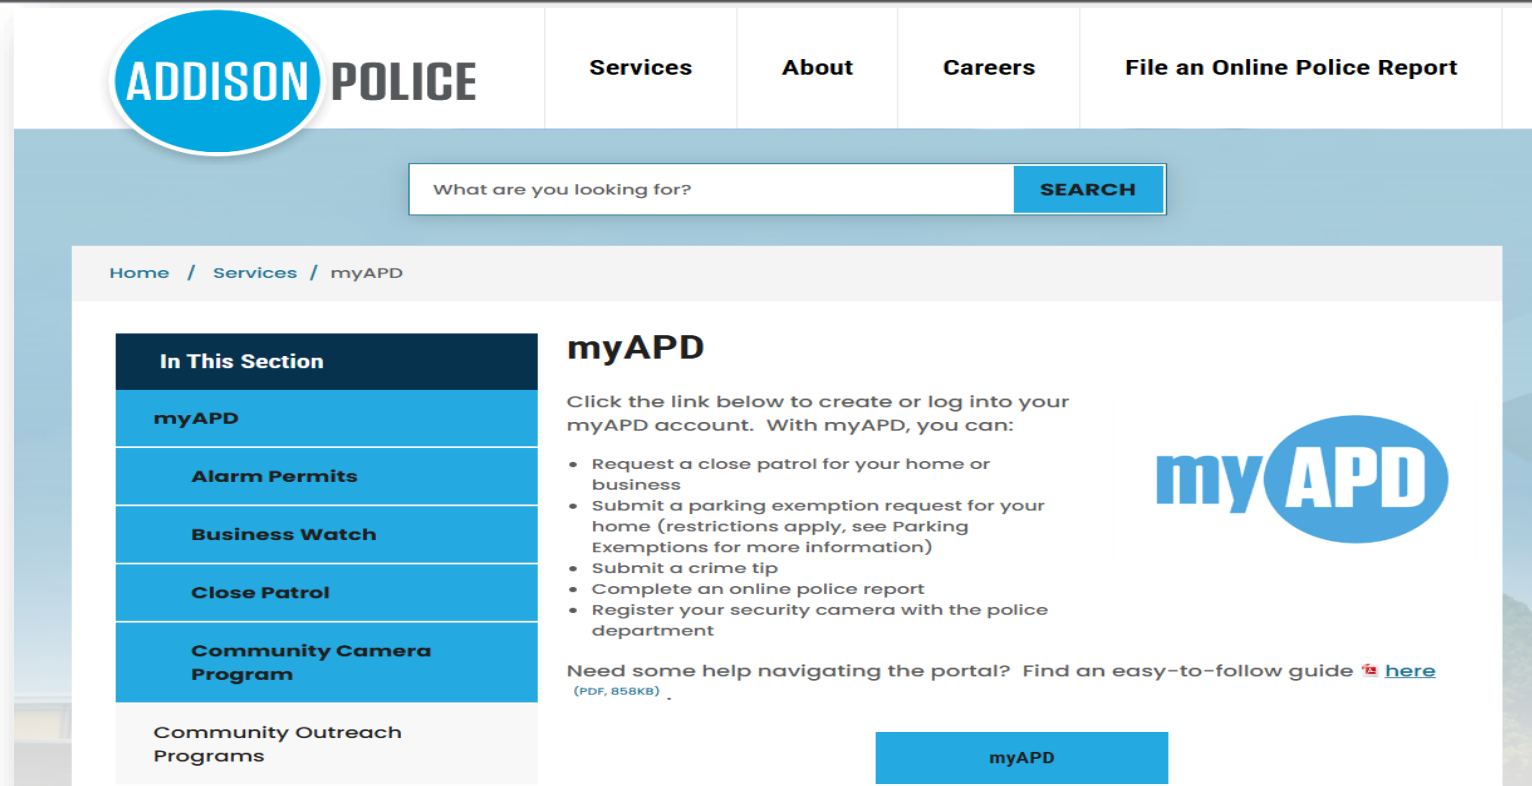 ADDISON POLICE
Services
About
Careers
File an Online Police Report
What are you looking for?
SEARCH
Home / Services / myAPD
In This Section
myAPD
Alarm Permits
Business Watch
Close Patrol
Community Camera
Program
Community Outreach
Programs
myAPD
Click the link below to create or log into your
myAPD account.  With myAPD, you can:
• Request a close patrol for your home or
business
• Submit a parking exemption request for your
home (restrictions apply, see Parking
Exemptions for more information)
• Submit a crime tip
• Complete an online police report
• Register your security camera with the police
department
myAPD
Need some help navigating the portal?  Find an easy-to-follow guide here
(PDF, 858KB) .
myAPD